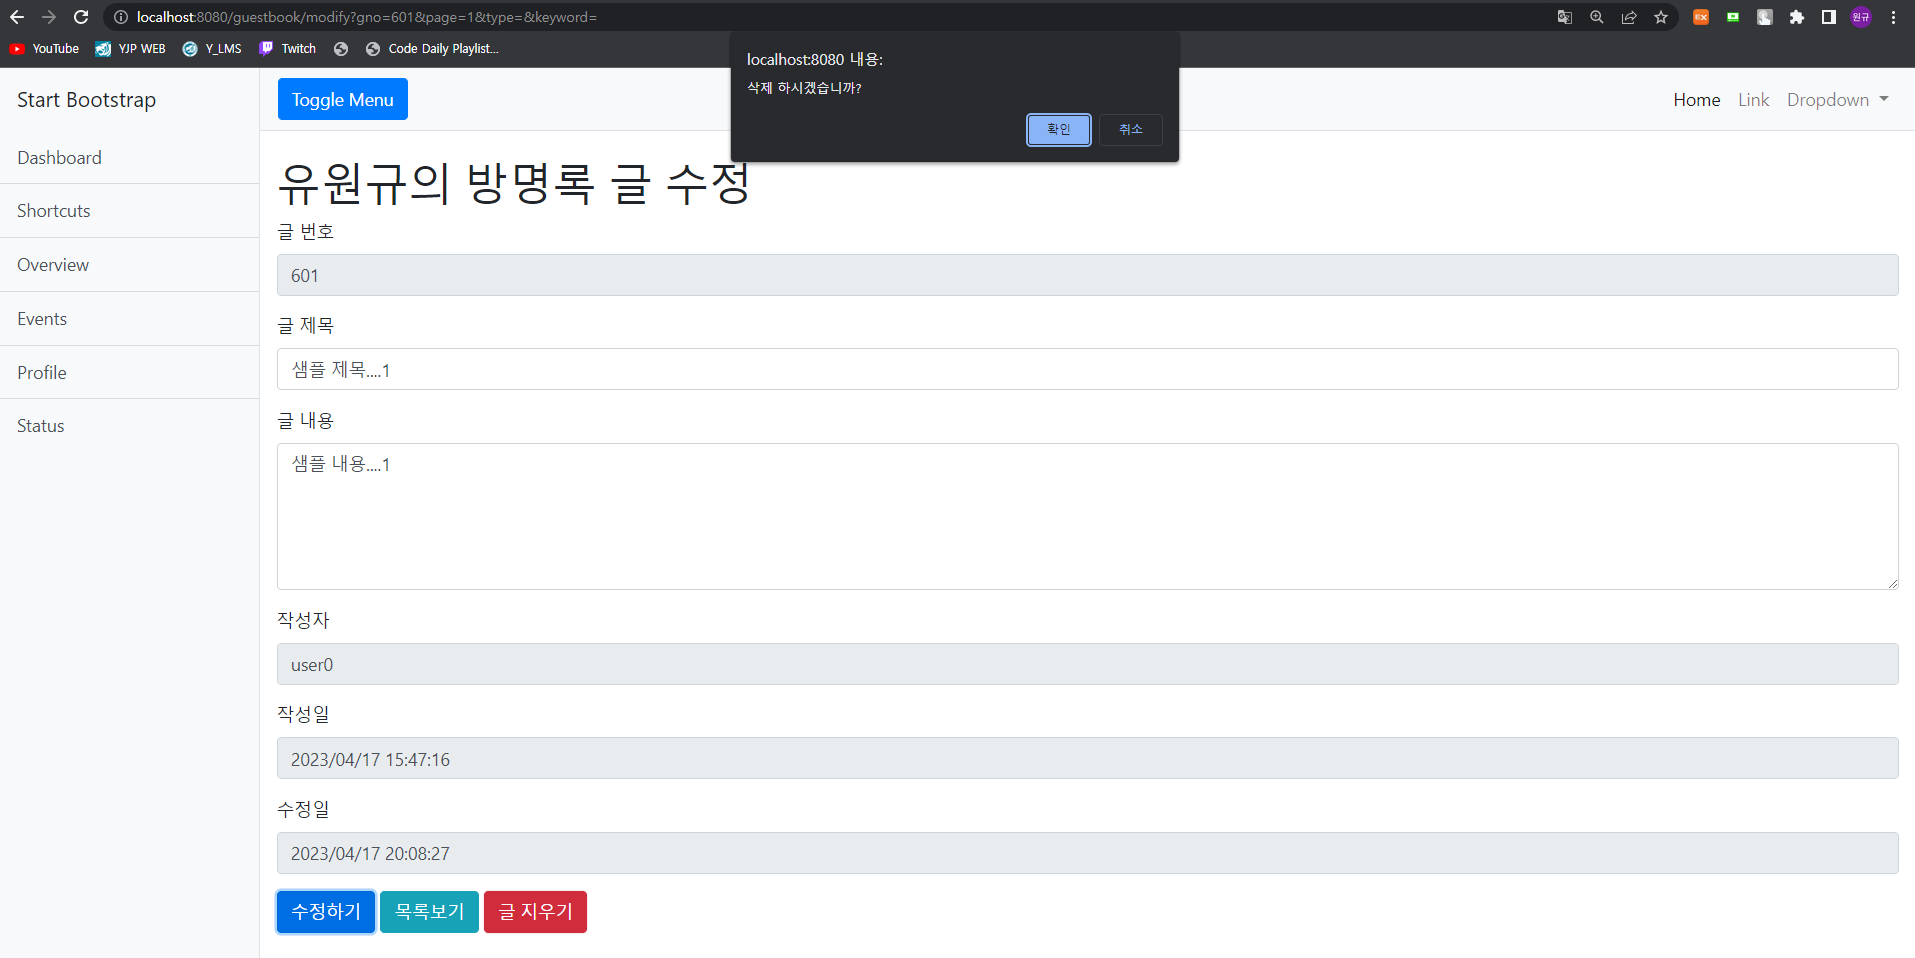 localhost:8080/guestbook/modify?gno=601&page=1&type=&keyword=
EX
원규
YouTube
YJP WEB
Y_LMS
Twitch
Code Daily Playlist...
localhost:8080 내용:
삭제 하시겠습니까?
확인
취소
Start Bootstrap
Toggle Menu
Home
Link
Dropdown
Dashboard
Shortcuts
Overview
Events
Profile
Status
유원규의 방명록 글 수정
글 번호
601
글 제목
샘플 제목....1
글 내용
샘플 내용....1
작성자
user0
작성일
2023/04/17 15:47:16
수정일
2023/04/17 20:08:27
수정하기
목록보기
글 지우기